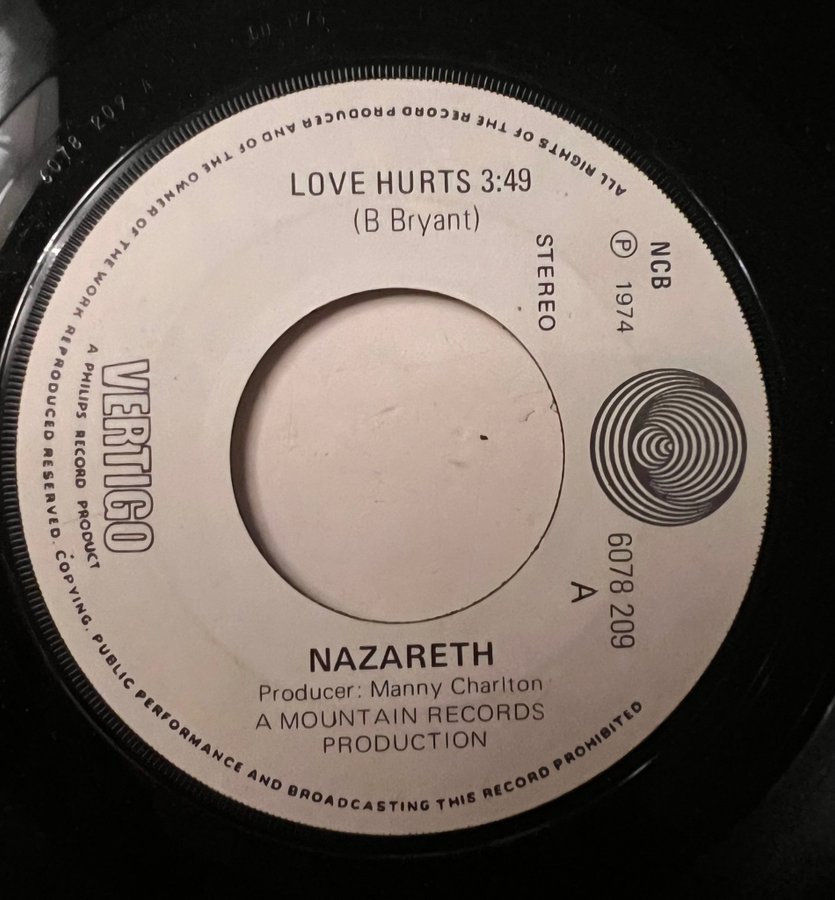 LOVE HURTS 3:49
(B Bryant)
STEREO
NCB
Ⓟ 1974
VERTIGO
A PHILIPS RECORD PRODUCT
6078 209
A
NAZARETH
Producer: Manny Charlton
A MOUNTAIN RECORDS
PRODUCTION
ALL RIGHTS OF THE RECORD PRODUCER AND OF THE OWNER OF THE WORK REPRODUCED RESERVED. COPYING, PUBLIC PERFORMANCE AND BROADCASTING THIS RECORD PROHIBITED
6078 209 A